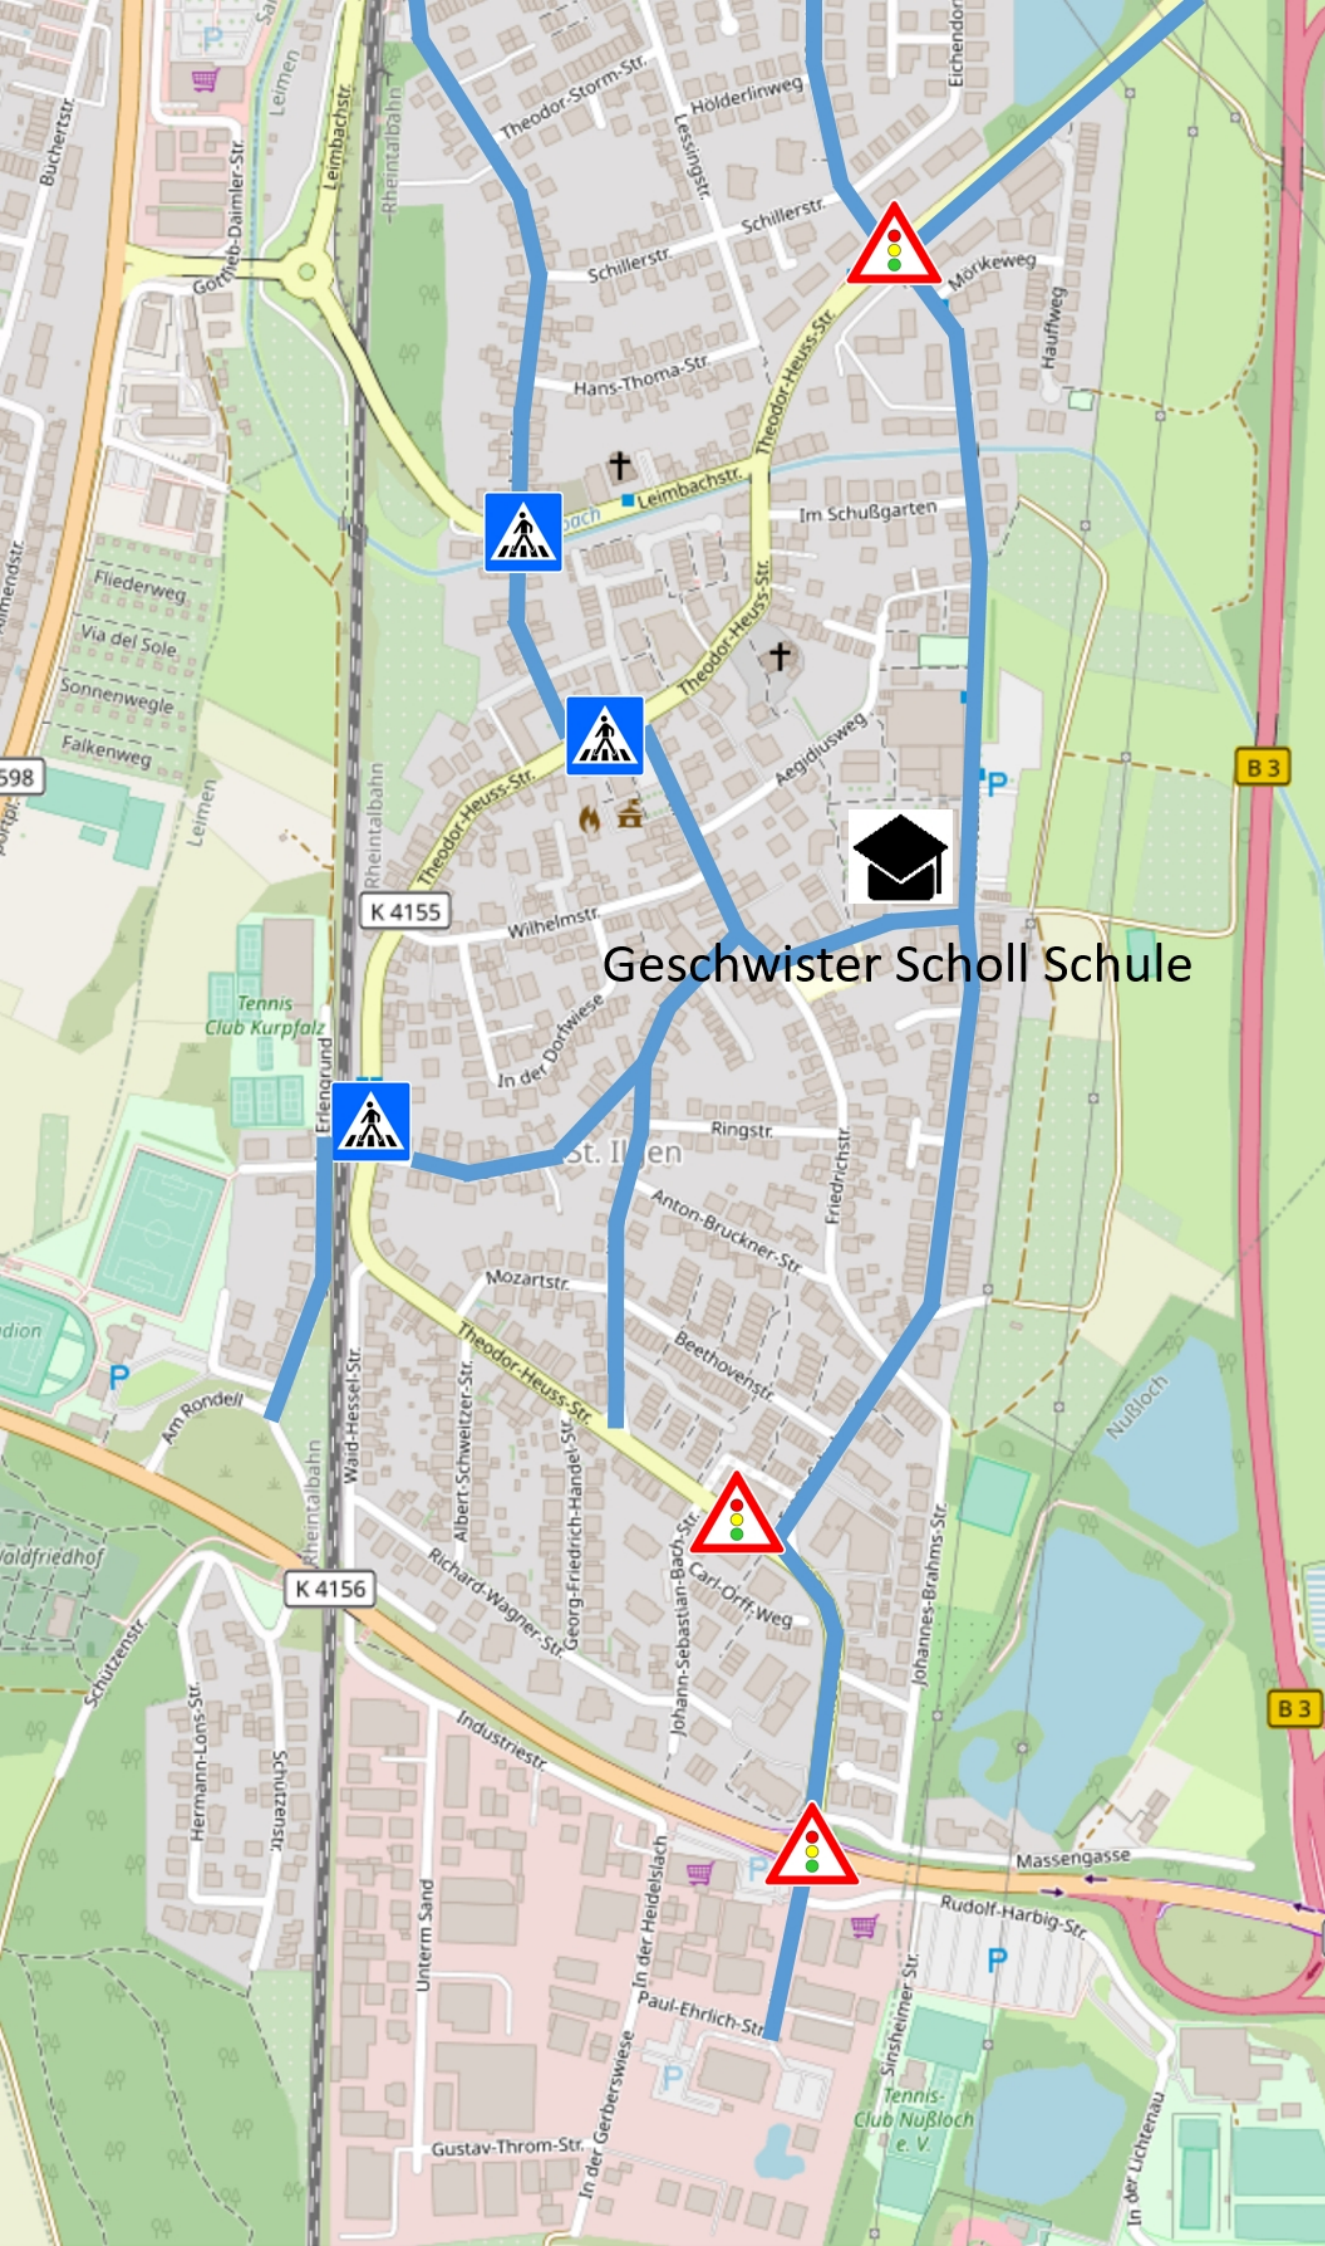 Leimen
P
Büchertstr.
Leimbachstr.
Rheintalbahn
Theodor-Storm-Str.
Hölderlinweg
Lessingstr.
Gottlieb-Daimler-Str.
Schillerstr.
Schillerstr.
Mörikeweg
Hauffweg
Hans-Thoma-Str.
Theodor-Heuss-Str.
Leimbachstr.
Im Schußgarten
Fliederweg
Via del Sole
Sonnenwegle
Falkenweg
598
Theodor-Heuss-Str.
Aegidiusweg
B 3
P
Leimen
Rheintalbahn
Theodor-Heuss-Str.
K 4155
Wilhelmstr.
Geschwister Scholl Schule
Tennis
Club Kurpfalz
In der Dorfwiese
Erlengrund
Ringstr.
Friedrichstr.
Anton-Bruckner-Str.
Mozartstr.
Theodor-Heuss-Str.
Beethovenstr.
P
Am Rondell
Waid-Hessel-Str.
Albert-Schweitzer-Str.
Georg-Friedrich-Händel-Str.
Nußloch
Rheintalbahn
Johann-Sebastian-Bach-Str.
Carl-Orff-Weg
Johannes-Brahms-Str.
Richard-Wagner-Str.
K 4156
Schützenstr.
Hermann-Löns-Str.
Schützenstr.
Industriestr.
B 3
P
Massengasse
Rudolf-Harbig-Str.
P
Unterm Sand
In der Heidelslach
Sinsheimer Str.
Paul-Ehrlich-Str.
P
In der Gerberswiese
Tennis-
Club Nußloch
e. V.
In der Lichtenau
Gustav-Throm-Str.